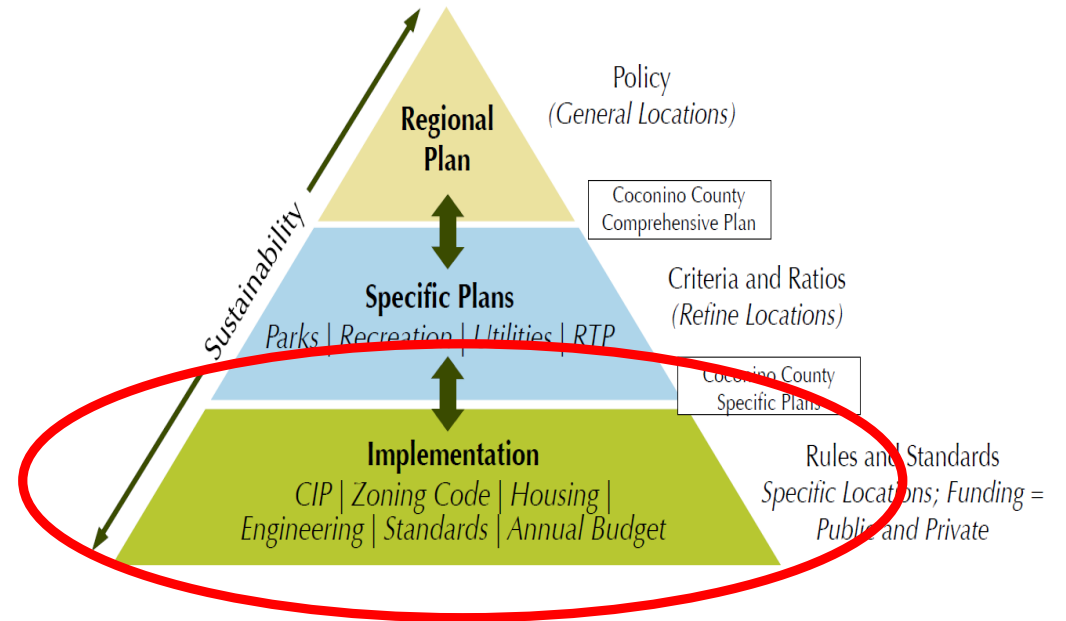 Policy
(General Locations)
Regional
Plan
Coconino County
Comprehensive Plan
Sustainability
Criteria and Ratios
(Refine Locations)
Specific Plans
Parks | Recreation | Utilities | RTP
Coconino County
Specific Plans
Implementation
CIP | Zoning Code | Housing |
Engineering | Standards | Annual Budget
Rules and Standards
Specific Locations; Funding =
Public and Private